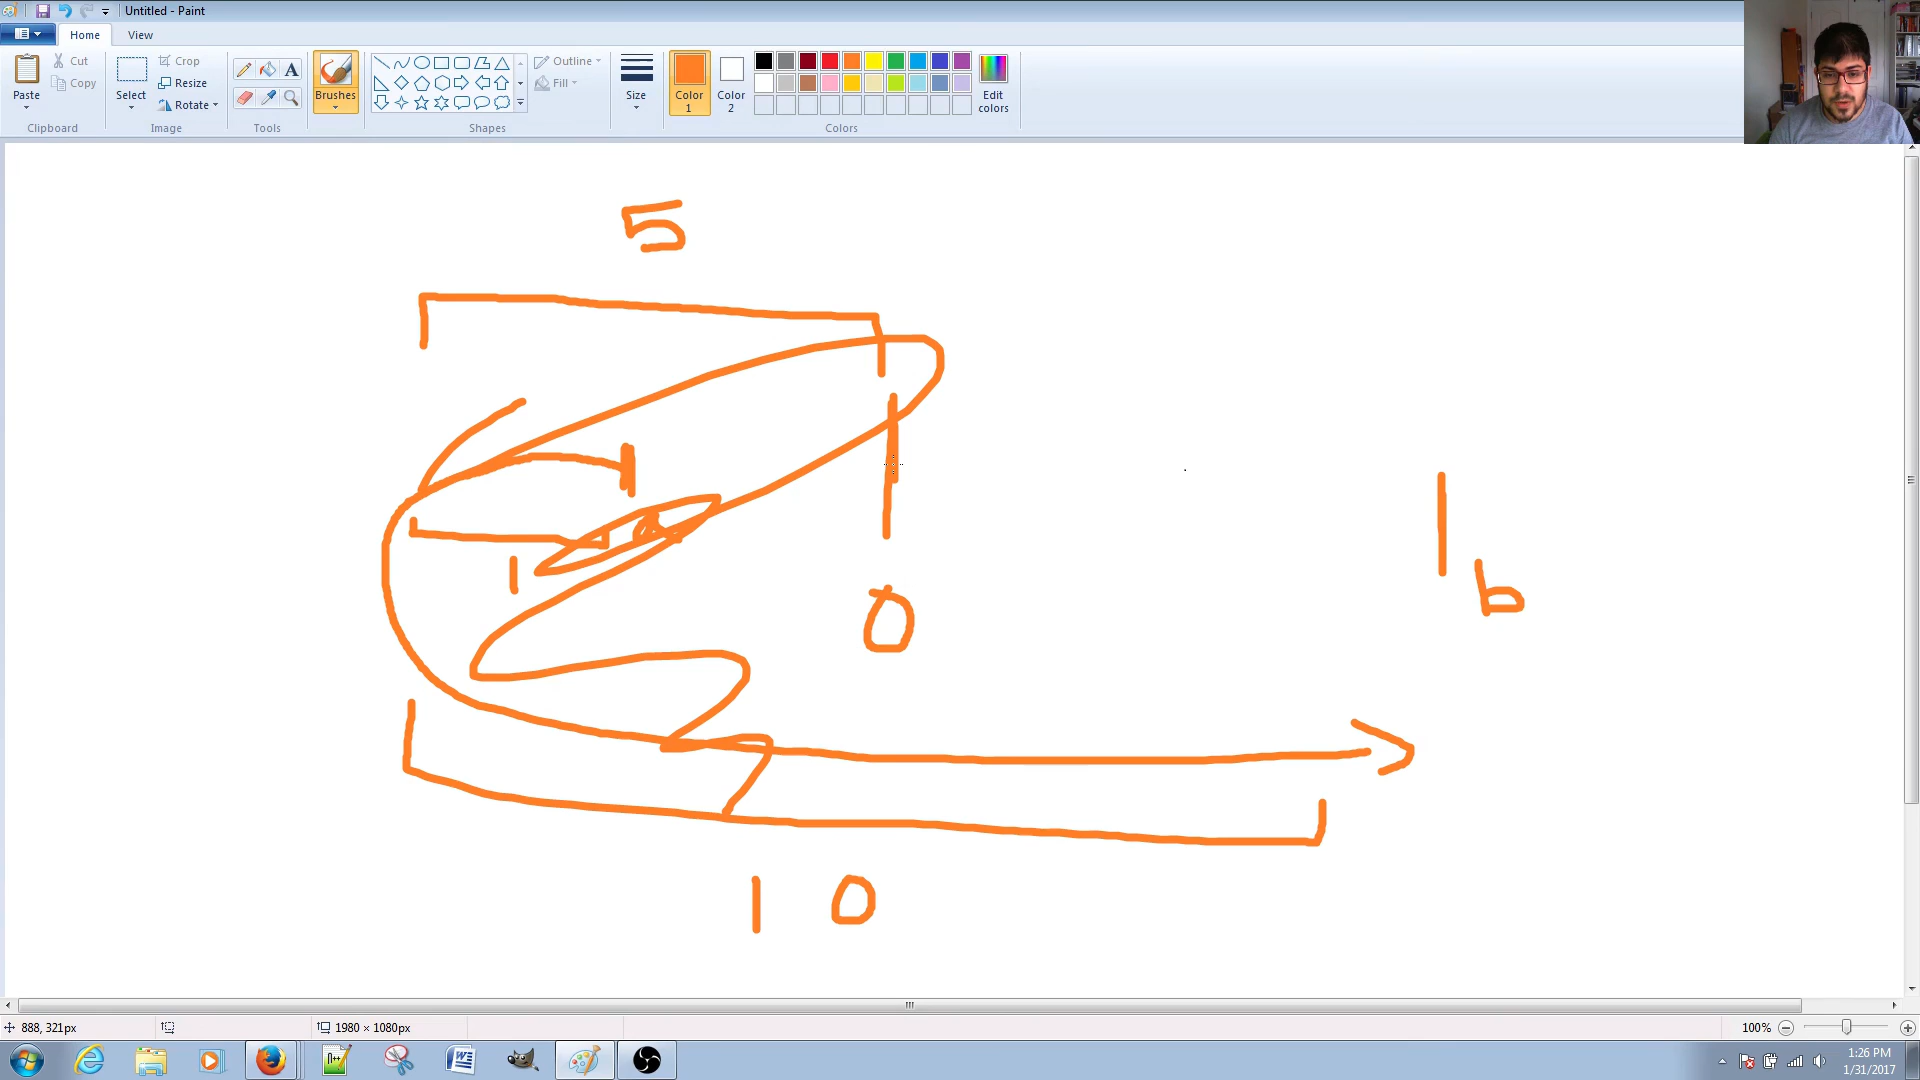 Untitled - Paint
Home View
Paste
Cut
Copy
Clipboard
Select
Crop
Resize
Rotate
Image
Tools
Brushes
Shapes
Outline
Fill
Size
Color 1
Color 2
Edit colors
Colors
5
1
0
1
b
1 0
888, 321px
1980 × 1080px
100%
1:26 PM
1/31/2017